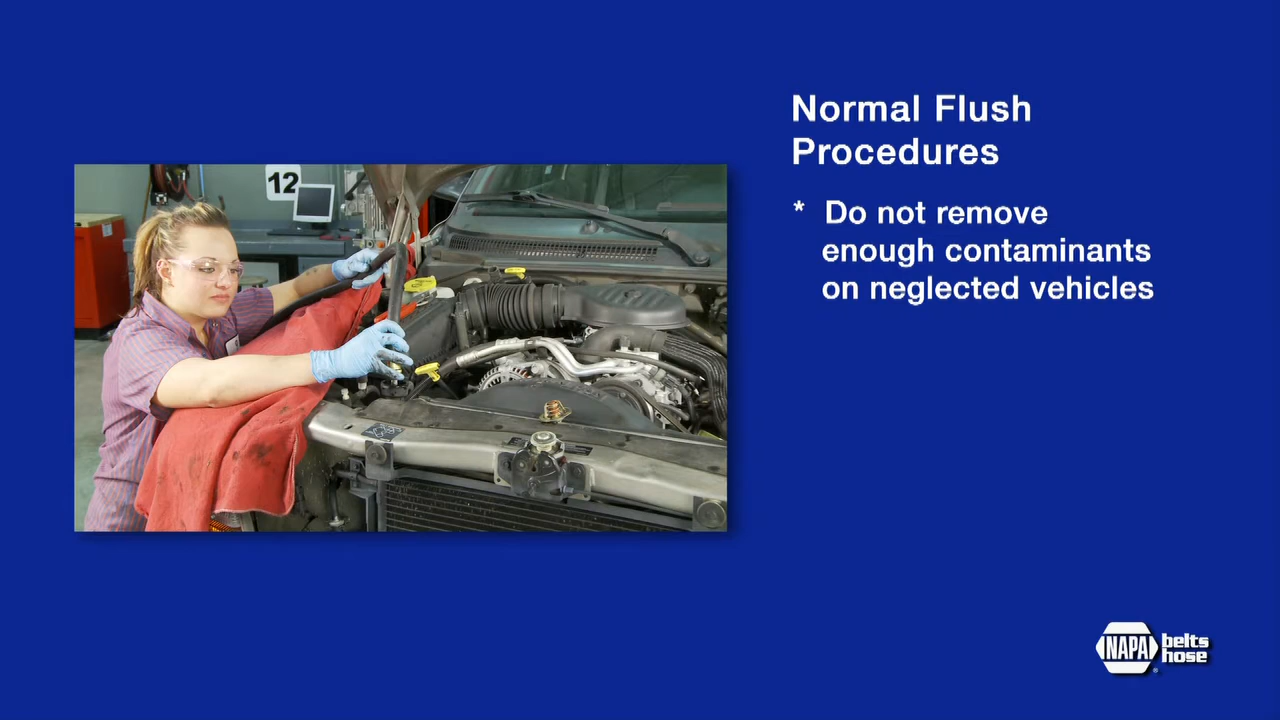 Normal Flush
Procedures
* Do not remove
enough contaminants
on neglected vehicles
12
NAPA
belts
hose